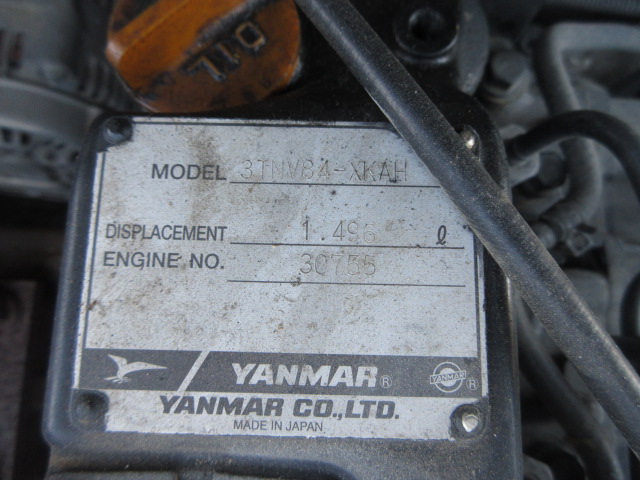 OIL
MODEL 3TNV84-XKAH
DISPLACEMENT 1.496 ℓ
ENGINE NO. 30755
YANMAR ® YANMAR ®
YANMAR CO.,LTD.
MADE IN JAPAN